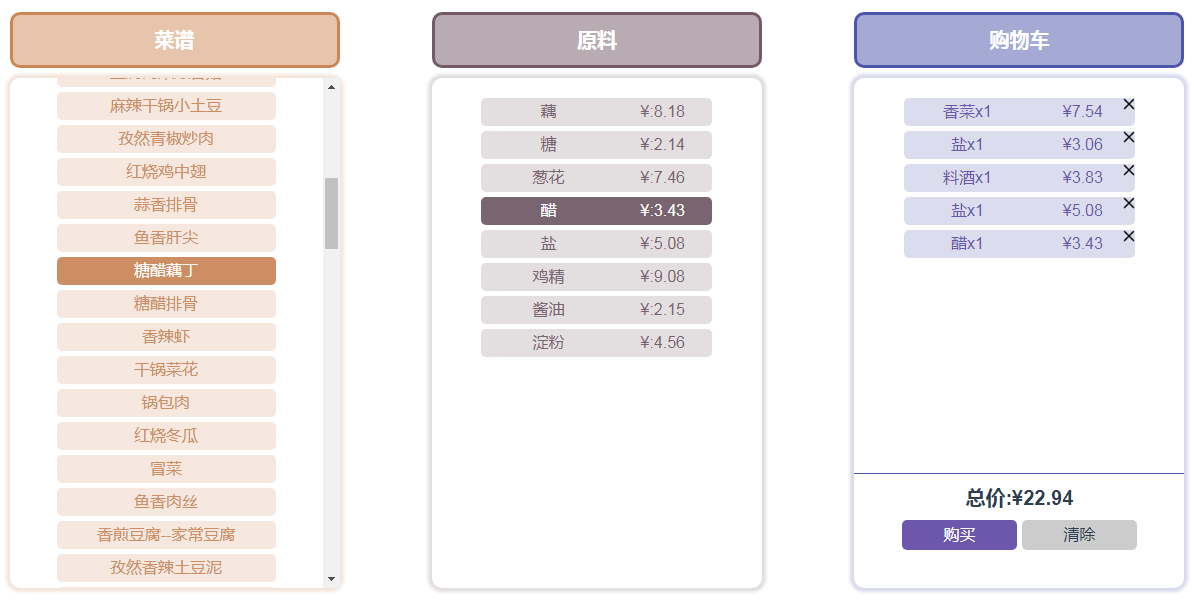 菜谱
麻辣干锅小土豆
孜然青椒炒肉
红烧鸡中翅
蒜香排骨
鱼香肝尖
糖醋藕丁
糖醋排骨
香辣虾
干锅菜花
锅包肉
红烧冬瓜
冒菜
鱼香肉丝
香煎豆腐--家常豆腐
孜然香辣土豆泥
原料
藕 ¥:8.18
糖 ¥:2.14
葱花 ¥:7.46
醋 ¥:3.43
盐 ¥:5.08
鸡精 ¥:9.08
酱油 ¥:2.15
淀粉 ¥:4.56
购物车
香菜x1 ¥7.54
盐x1 ¥3.06
料酒x1 ¥3.83
盐x1 ¥5.08
醋x1 ¥3.43
总价:¥22.94
购买 清除